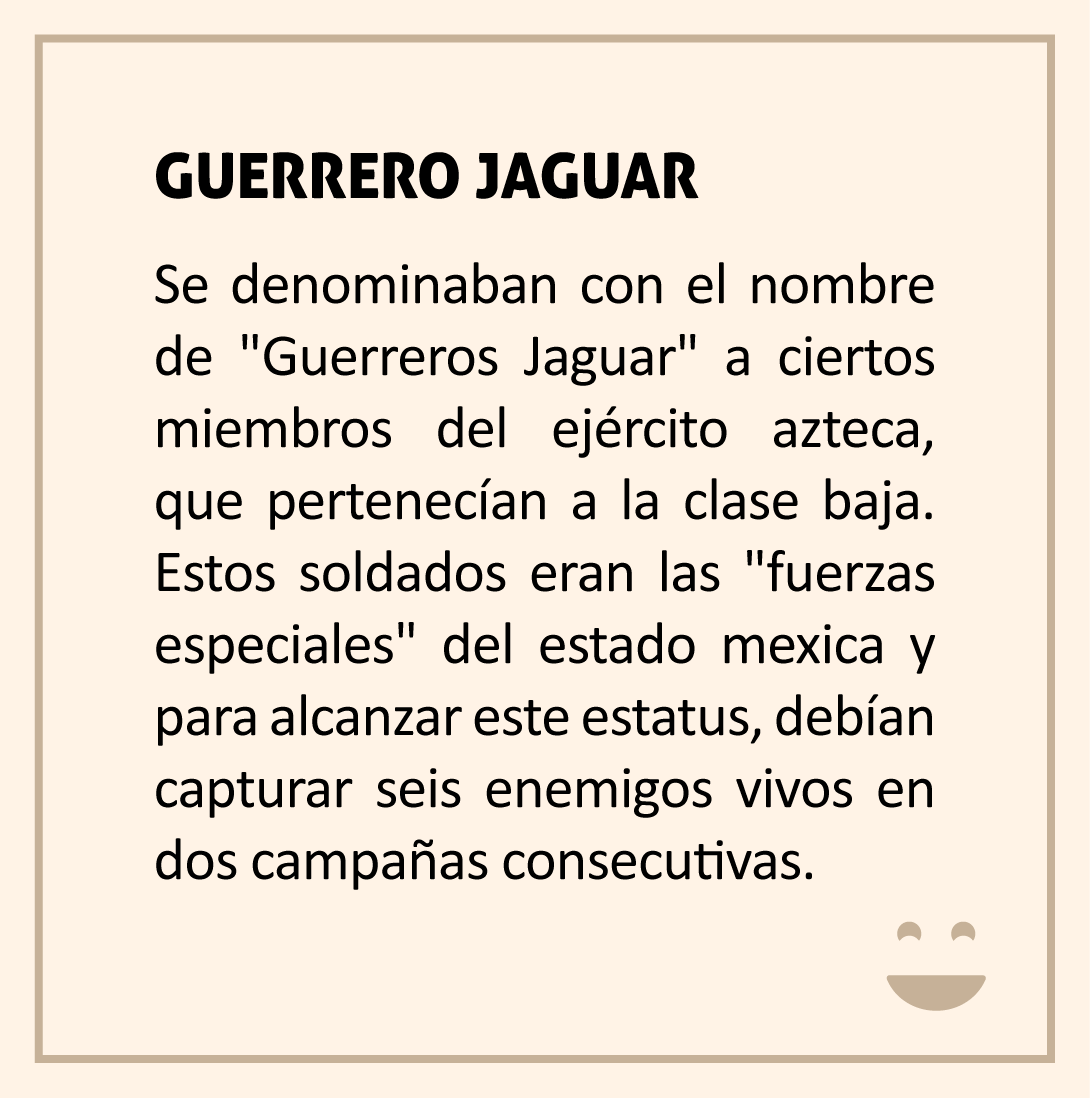 GUERRERO JAGUAR
Se denominaban con el nombre
de "Guerreros Jaguar" a ciertos
miembros del ejército azteca,
que pertenecían a la clase baja.
Estos soldados eran las "fuerzas
especiales" del estado mexica y
para alcanzar este estatus, debían
capturar seis enemigos vivos en
dos campañas consecutivas.